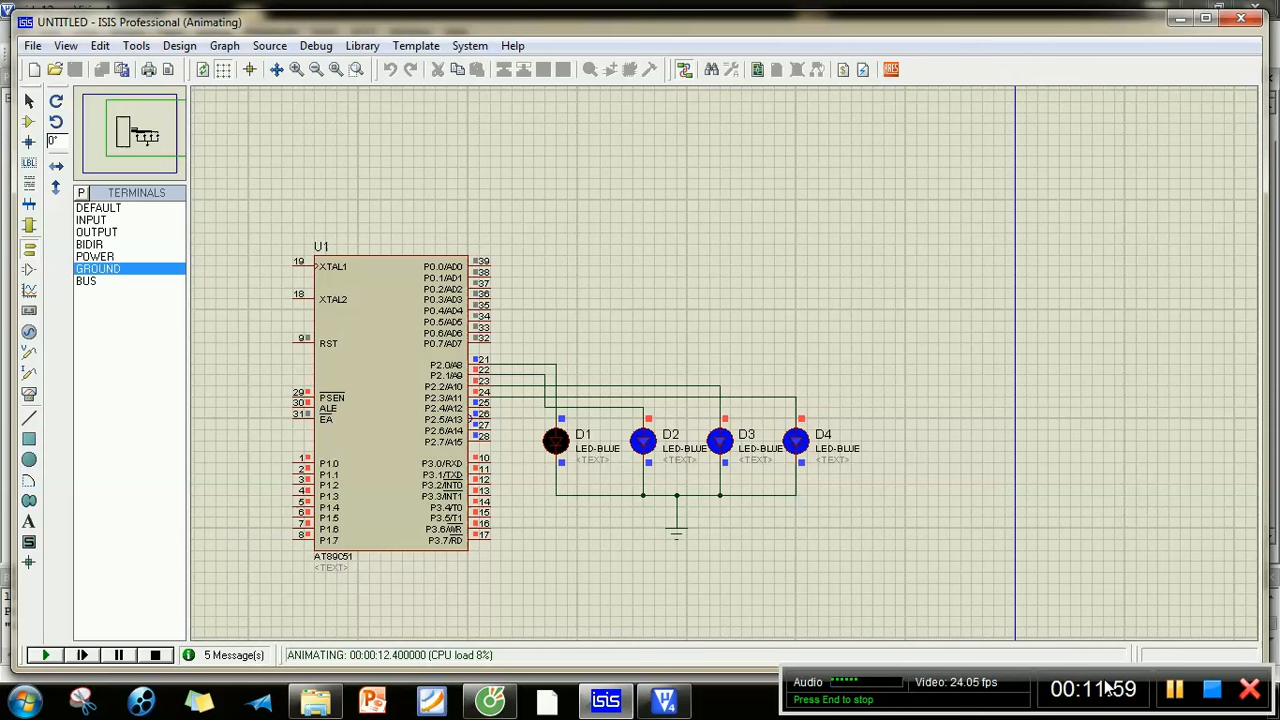 UNTITLED - ISIS Professional (Animating)
File View Edit Tools Design Graph Source Debug Library Template System Help
0°
P TERMINALS
DEFAULT
INPUT
OUTPUT
BIDIR
POWER
GROUND
BUS
LBL
A
S
ARES
U1
19 XTAL1
18 XTAL2
9 RST
29 PSEN
30 ALE
31 EA
1 P1.0
2 P1.1
3 P1.2
4 P1.3
5 P1.4
6 P1.5
7 P1.6
8 P1.7
P0.0/AD0 39
P0.1/AD1 38
P0.2/AD2 37
P0.3/AD3 36
P0.4/AD4 35
P0.5/AD5 34
P0.6/AD6 33
P0.7/AD7 32
P2.0/A8 21
P2.1/A9 22
P2.2/A10 23
P2.3/A11 24
P2.4/A12 25
P2.5/A13 26
P2.6/A14 27
P2.7/A15 28
P3.0/RXD 10
P3.1/TXD 11
P3.2/INT0 12
P3.3/INT1 13
P3.4/T0 14
P3.5/T1 15
P3.6/WR 16
P3.7/RD 17
AT89C51
<TEXT>
D1
LED-BLUE
<TEXT>
D2
LED-BLUE
<TEXT>
D3
LED-BLUE
<TEXT>
D4
LED-BLUE
<TEXT>
5 Message(s)
ANIMATING: 00:00:12.400000 (CPU load 8%)
Audio
Video: 24.05 fps
Press End to stop
00:11:59